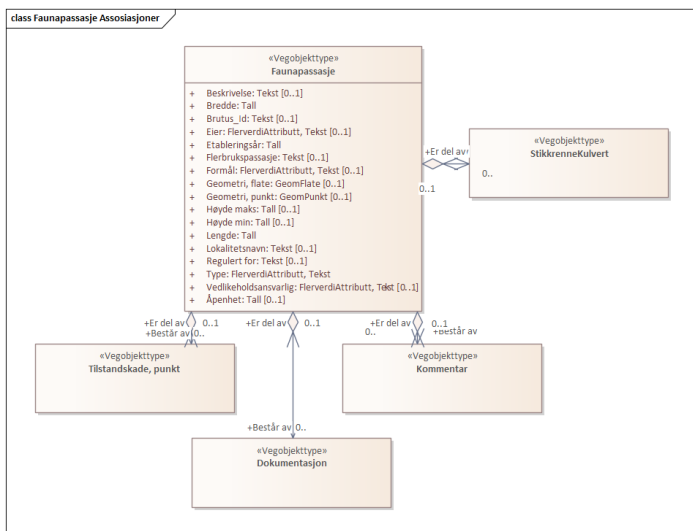 class Faunapassasje Assosiasjoner
«Vegobjekttype»
Faunapassasje
+ Beskrivelse: Tekst [0..1]
+ Bredde: Tall
+ Brutus_Id: Tekst [0..1]
+ Eier: FlerverdiAttributt, Tekst [0..1]
+ Etableringsår: Tall
+ Flerbrukspassasje: Tekst [0..1]
+ Formål: FlerverdiAttributt, Tekst [0..1]
+ Geometri, flate: GeomFlate [0..1]
+ Geometri, punkt: GeomPunkt [0..1]
+ Høyde maks: Tall [0..1]
+ Høyde min: Tall [0..1]
+ Lengde: Tall
+ Lokalitetsnavn: Tekst [0..1]
+ Regulert for: Tekst [0..1]
+ Type: FlerverdiAttributt, Tekst
+ Vedlikeholdsansvarlig: FlerverdiAttributt, Tekst [0..1]
+ Åpenhet: Tall [0..1]
+Er del av
0..1
0..
«Vegobjekttype»
StikkrenneKulvert
+Er del av 0..1
+Består av
+Er del av 0..1
+Er del av 0..1
0.. +Består av
«Vegobjekttype»
Tilstandskade, punkt
«Vegobjekttype»
Kommentar
+Består av 0..
«Vegobjekttype»
Dokumentasjon